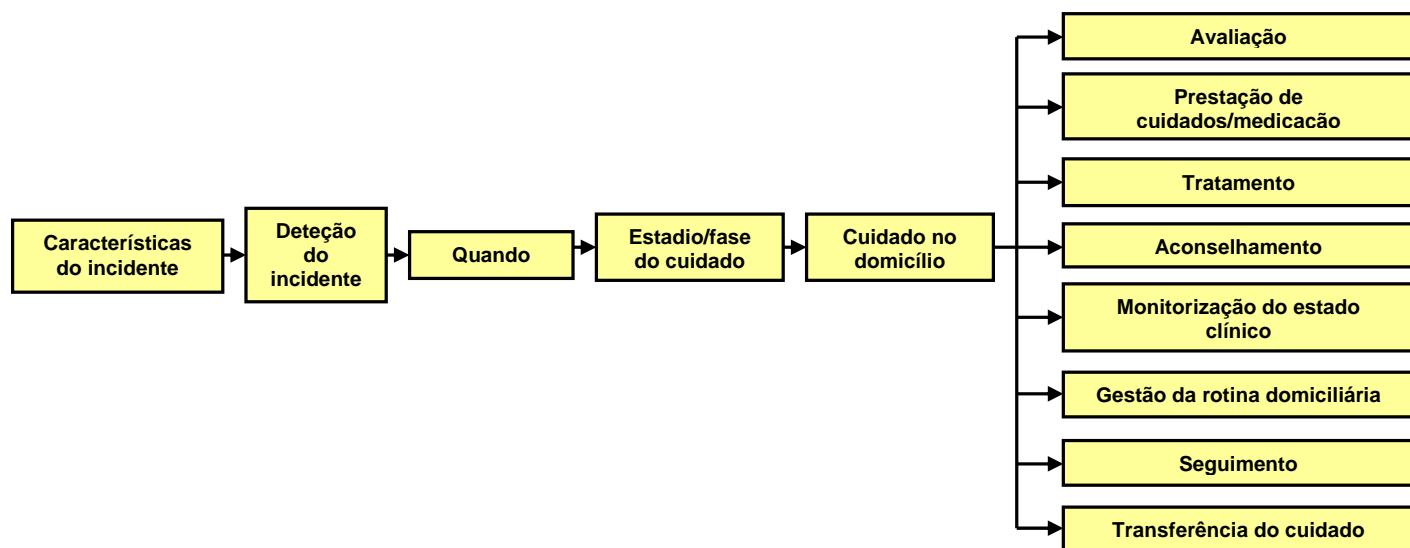 Características
do incidente
Deteção
do
incidente
Quando
Estadio/fase
do cuidado
Cuidado no
domicílio
Avaliação
Prestação de
cuidados/medicacão
Tratamento
Aconselhamento
Monitorização do estado
clínico
Gestão da rotina domiciliária
Seguimento
Transferência do cuidado